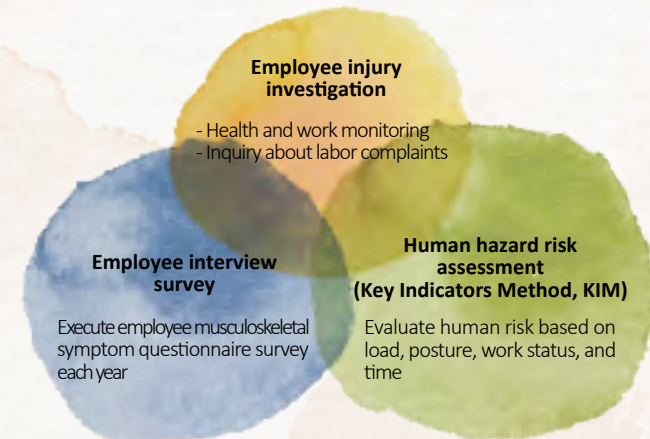 Employee injury
investigation
- Health and work monitoring
- Inquiry about labor complaints
Employee interview
survey
Execute employee musculoskeletal
symptom questionnaire survey
each year
Human hazard risk
assessment
(Key Indicators Method, KIM)
Evaluate human risk based on
load, posture, work status, and
time